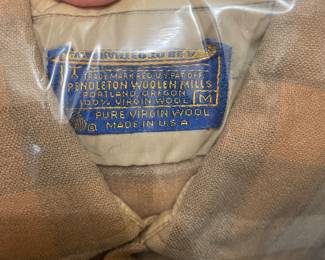 WARRANTED TO BE A
TRADE MARK REG. U.S. PAT. OFF.
PENDLETON WOOLEN MILLS
PORTLAND, OREGON
100% VIRGIN WOOL M
PURE VIRGIN WOOL
MADE IN U.S.A.